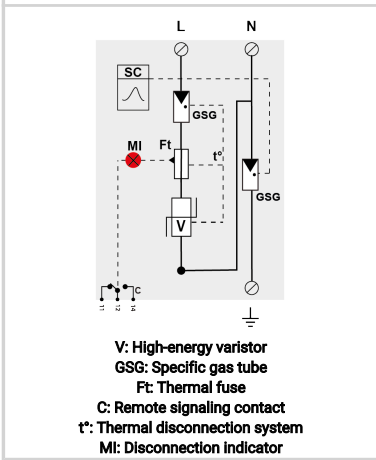 L N
SC
GSG
MI Ft
t°
GSG
V
C
11 12 14
V: High-energy varistor
GSG: Specific gas tube
Ft: Thermal fuse
C: Remote signaling contact
t°: Thermal disconnection system
MI: Disconnection indicator